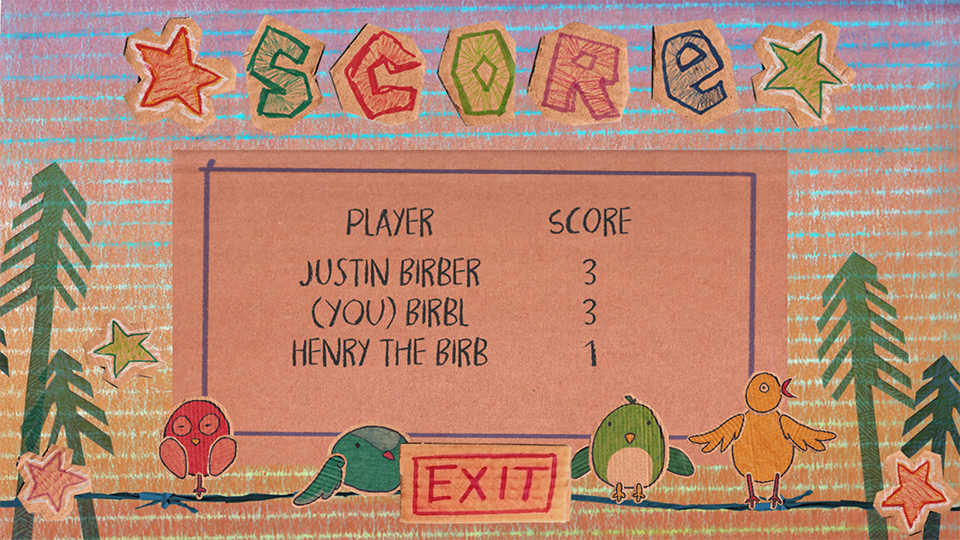 SCORe
PLAYER SCORE
JUSTIN BIRBER 3
(YOU) BIRBL 3
HENRY THE BIRB 1
EXIT